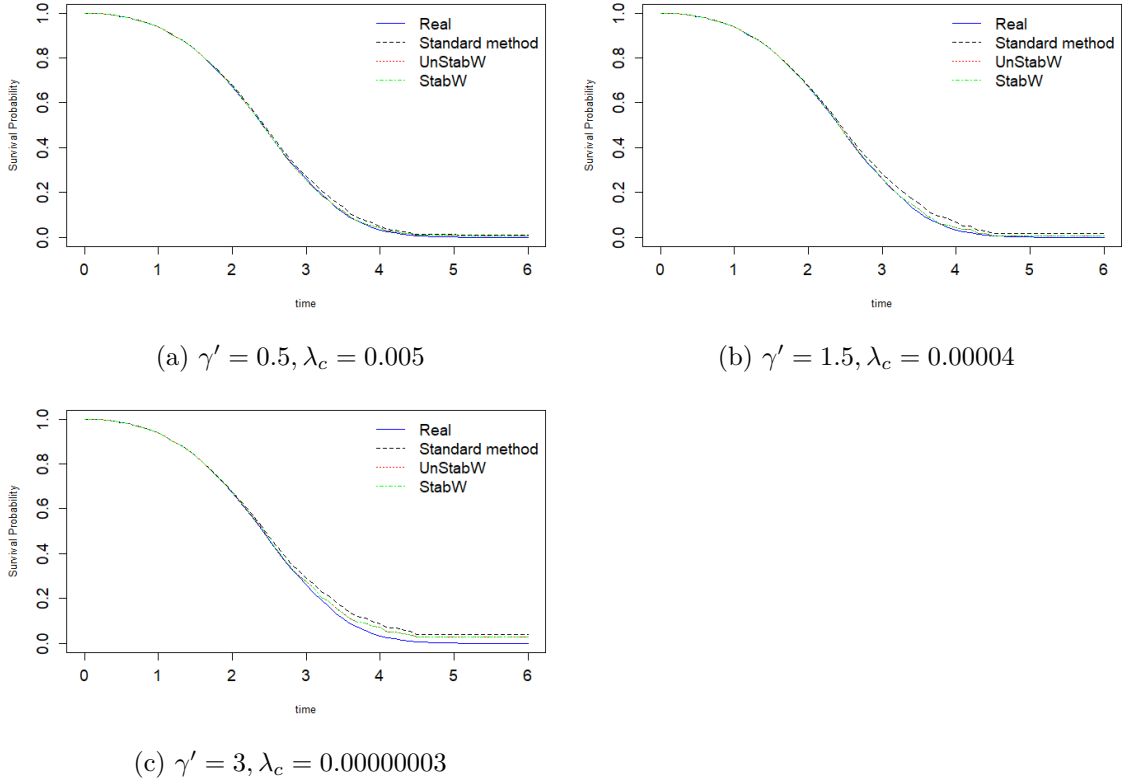 1.0
0.8
0.6
0.4
0.2
0.0
Survival Probability
Real
Standard method
UnStabW
StabW
0 1 2 3 4 5 6
time
(a) γ′ = 0.5, λc = 0.005
1.0
0.8
0.6
0.4
0.2
0.0
Survival Probability
Real
Standard method
UnStabW
StabW
0 1 2 3 4 5 6
time
(b) γ′ = 1.5, λc = 0.00004
1.0
0.8
0.6
0.4
0.2
0.0
Survival Probability
Real
Standard method
UnStabW
StabW
0 1 2 3 4 5 6
time
(c) γ′ = 3, λc = 0.00000003